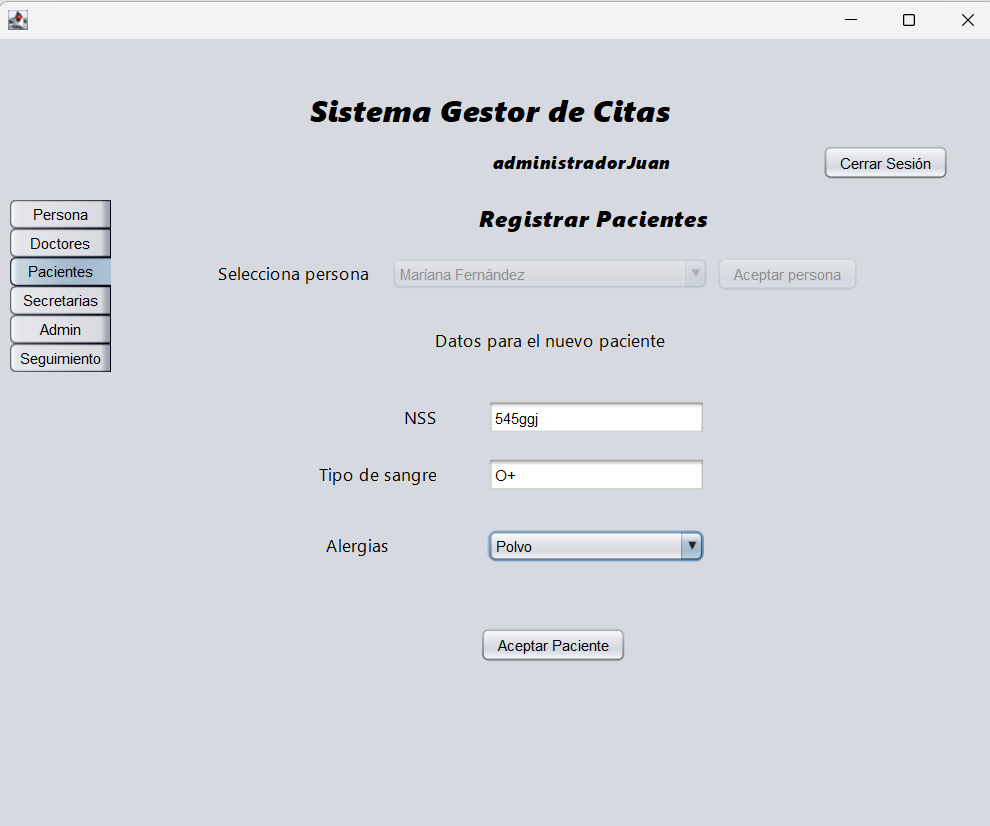 Sistema Gestor de Citas
administradorJuan
Cerrar Sesión
Persona
Doctores
Pacientes
Secretarias
Admin
Seguimiento
Registrar Pacientes
Selecciona persona
Mariana Fernández
Aceptar persona
Datos para el nuevo paciente
NSS
545ggj
Tipo de sangre
O+
Alergias
Polvo
Aceptar Paciente